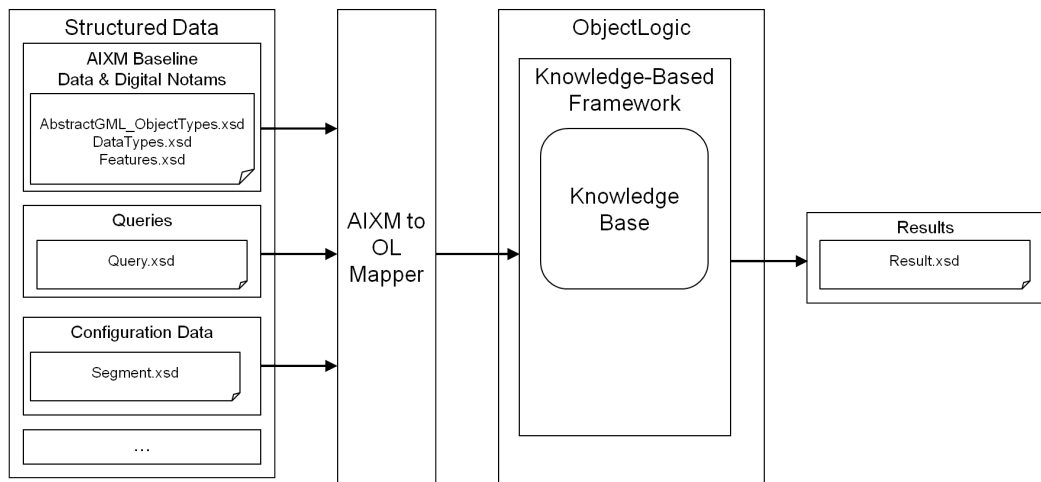 Structured Data
AIXM Baseline
Data & Digital Notams
AbstractGML_ObjectTypes.xsd
DataTypes.xsd
Features.xsd
Queries
Query.xsd
Configuration Data
Segment.xsd
...
AIXM to
OL
Mapper
ObjectLogic
Knowledge-Based
Framework
Knowledge
Base
Results
Result.xsd